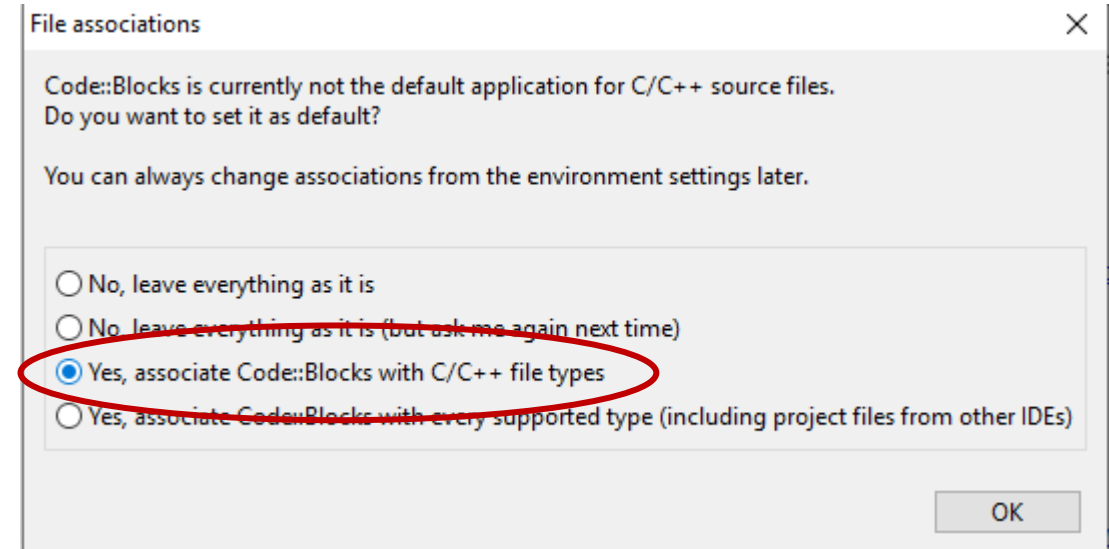 File associations
Code::Blocks is currently not the default application for C/C++ source files.
Do you want to set it as default?
You can always change associations from the environment settings later.
No, leave everything as it is
No, leave everything as it is (but ask me again next time)
Yes, associate Code::Blocks with C/C++ file types
Yes, associate Code::Blocks with every supported type (including project files from other IDEs)
OK